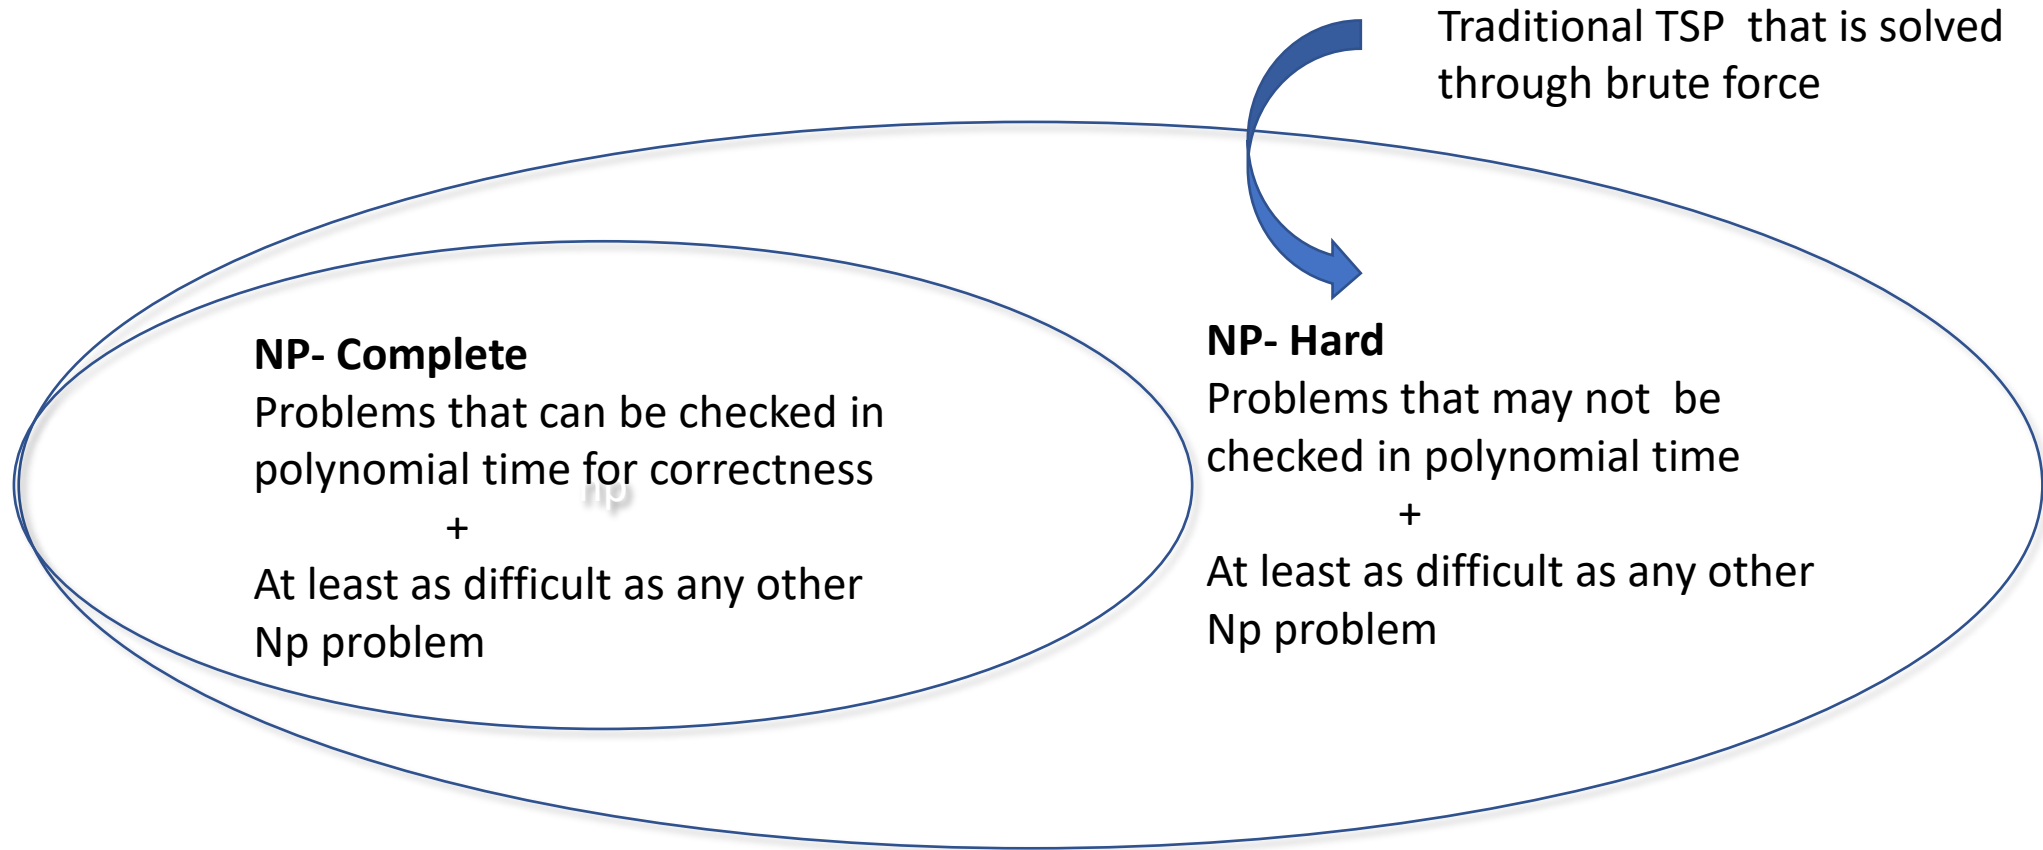 Traditional TSP  that is solved
through brute force
NP- Complete
Problems that can be checked in
polynomial time for correctness
np
+
At least as difficult as any other
Np problem
NP- Hard
Problems that may not  be
checked in polynomial time
+
At least as difficult as any other
Np problem